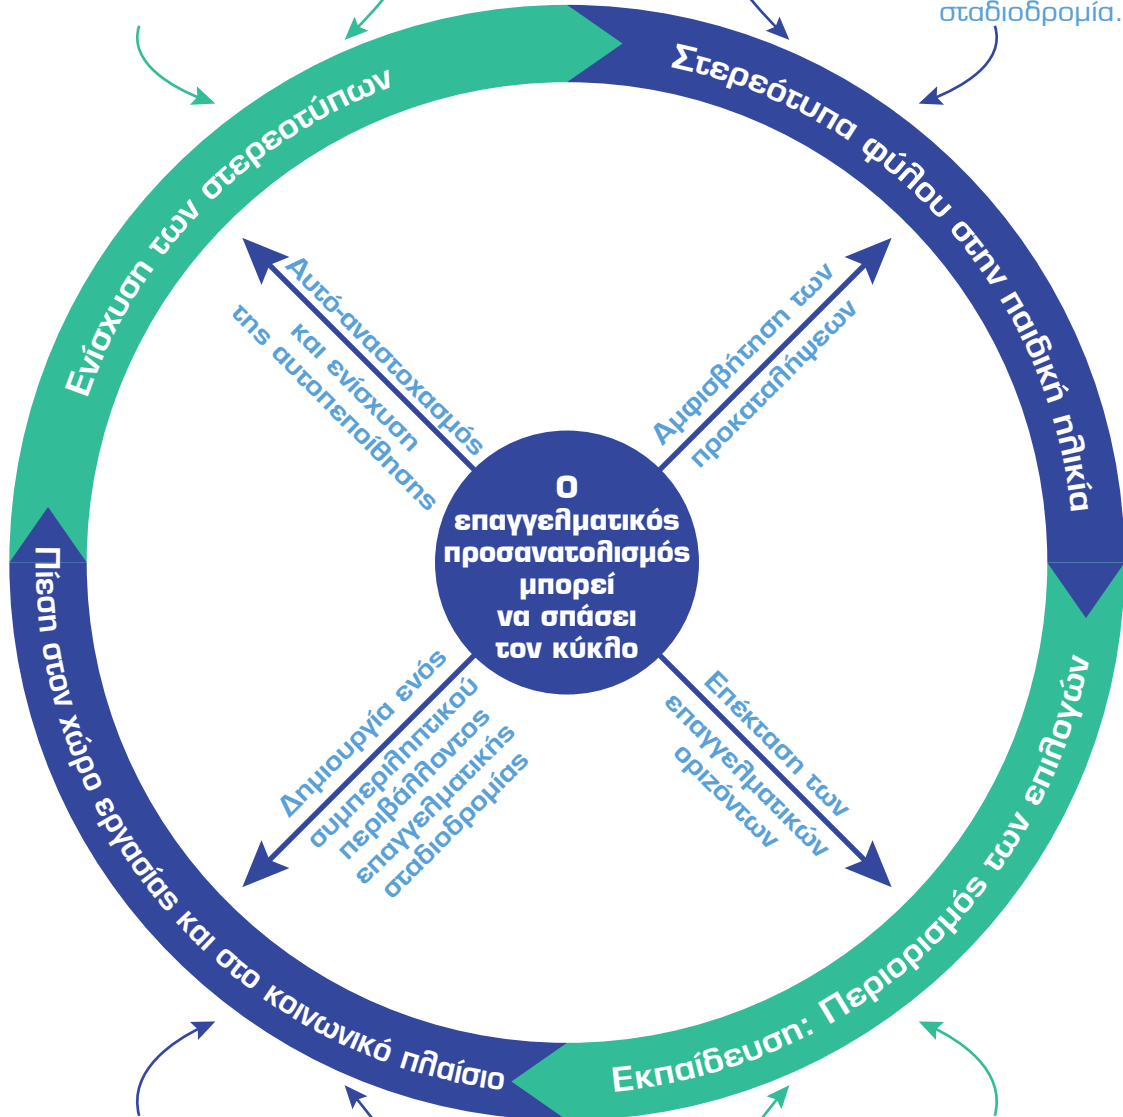 σταδιοδρομία.
Ενίσχυση των στερεοτύπων
Στερεότυπα φύλου στην παιδική ηλικία
Αυτό-αναστοχασμός
και ενίσχυση
της αυτοπεποίθησης
Αμφισβήτηση των
προκαταλήψεων
Ο
επαγγελματικός
προσανατολισμός
μπορεί
να σπάσει
τον κύκλο
Δημιουργία ενός
συμπεριληπτικού
περιβάλλοντος
επαγγελματικής
σταδιοδρομίας
Επέκταση των
επαγγελματικών
οριζόντων
Πίεση στον χώρο εργασίας και στο κοινωνικό πλαίσιο
Εκπαίδευση: Περιορισμός των επιλογών